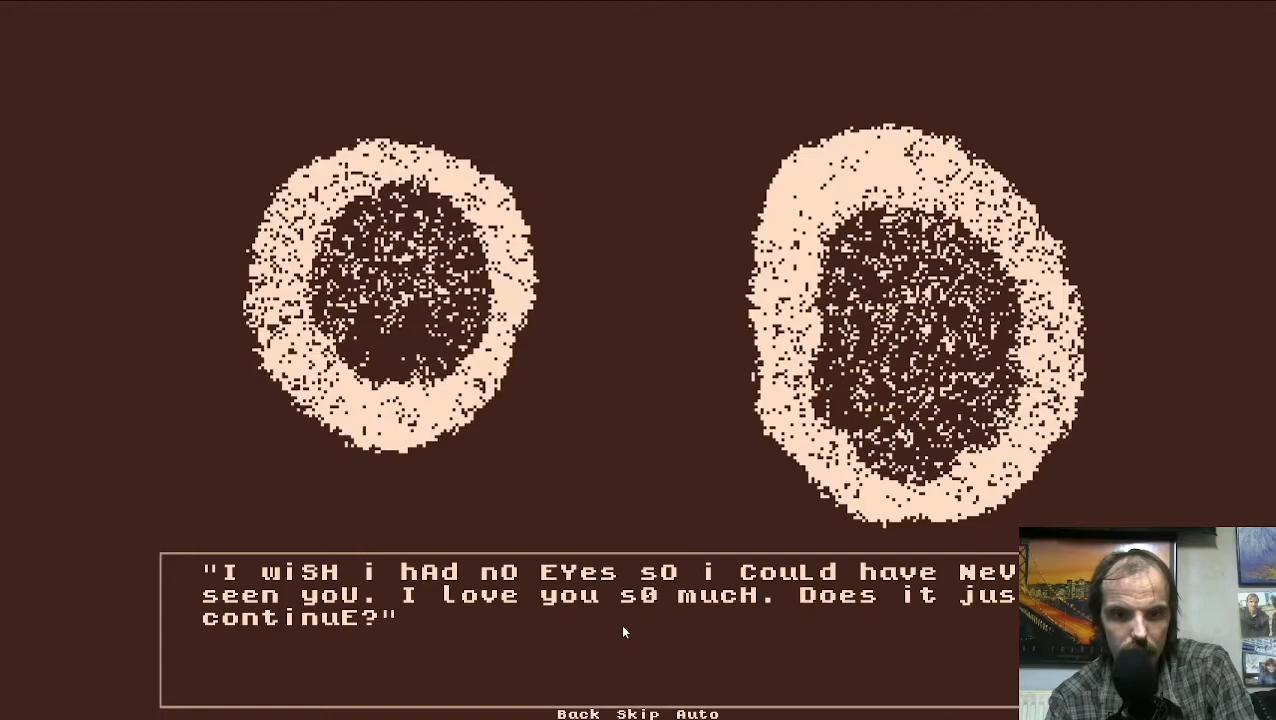 "I wiSH i hAd nO EYes sO i CouLd have NeV
seen yoU. I love you s0 mucH. Does it jus
continuE?"
Back Skip Auto